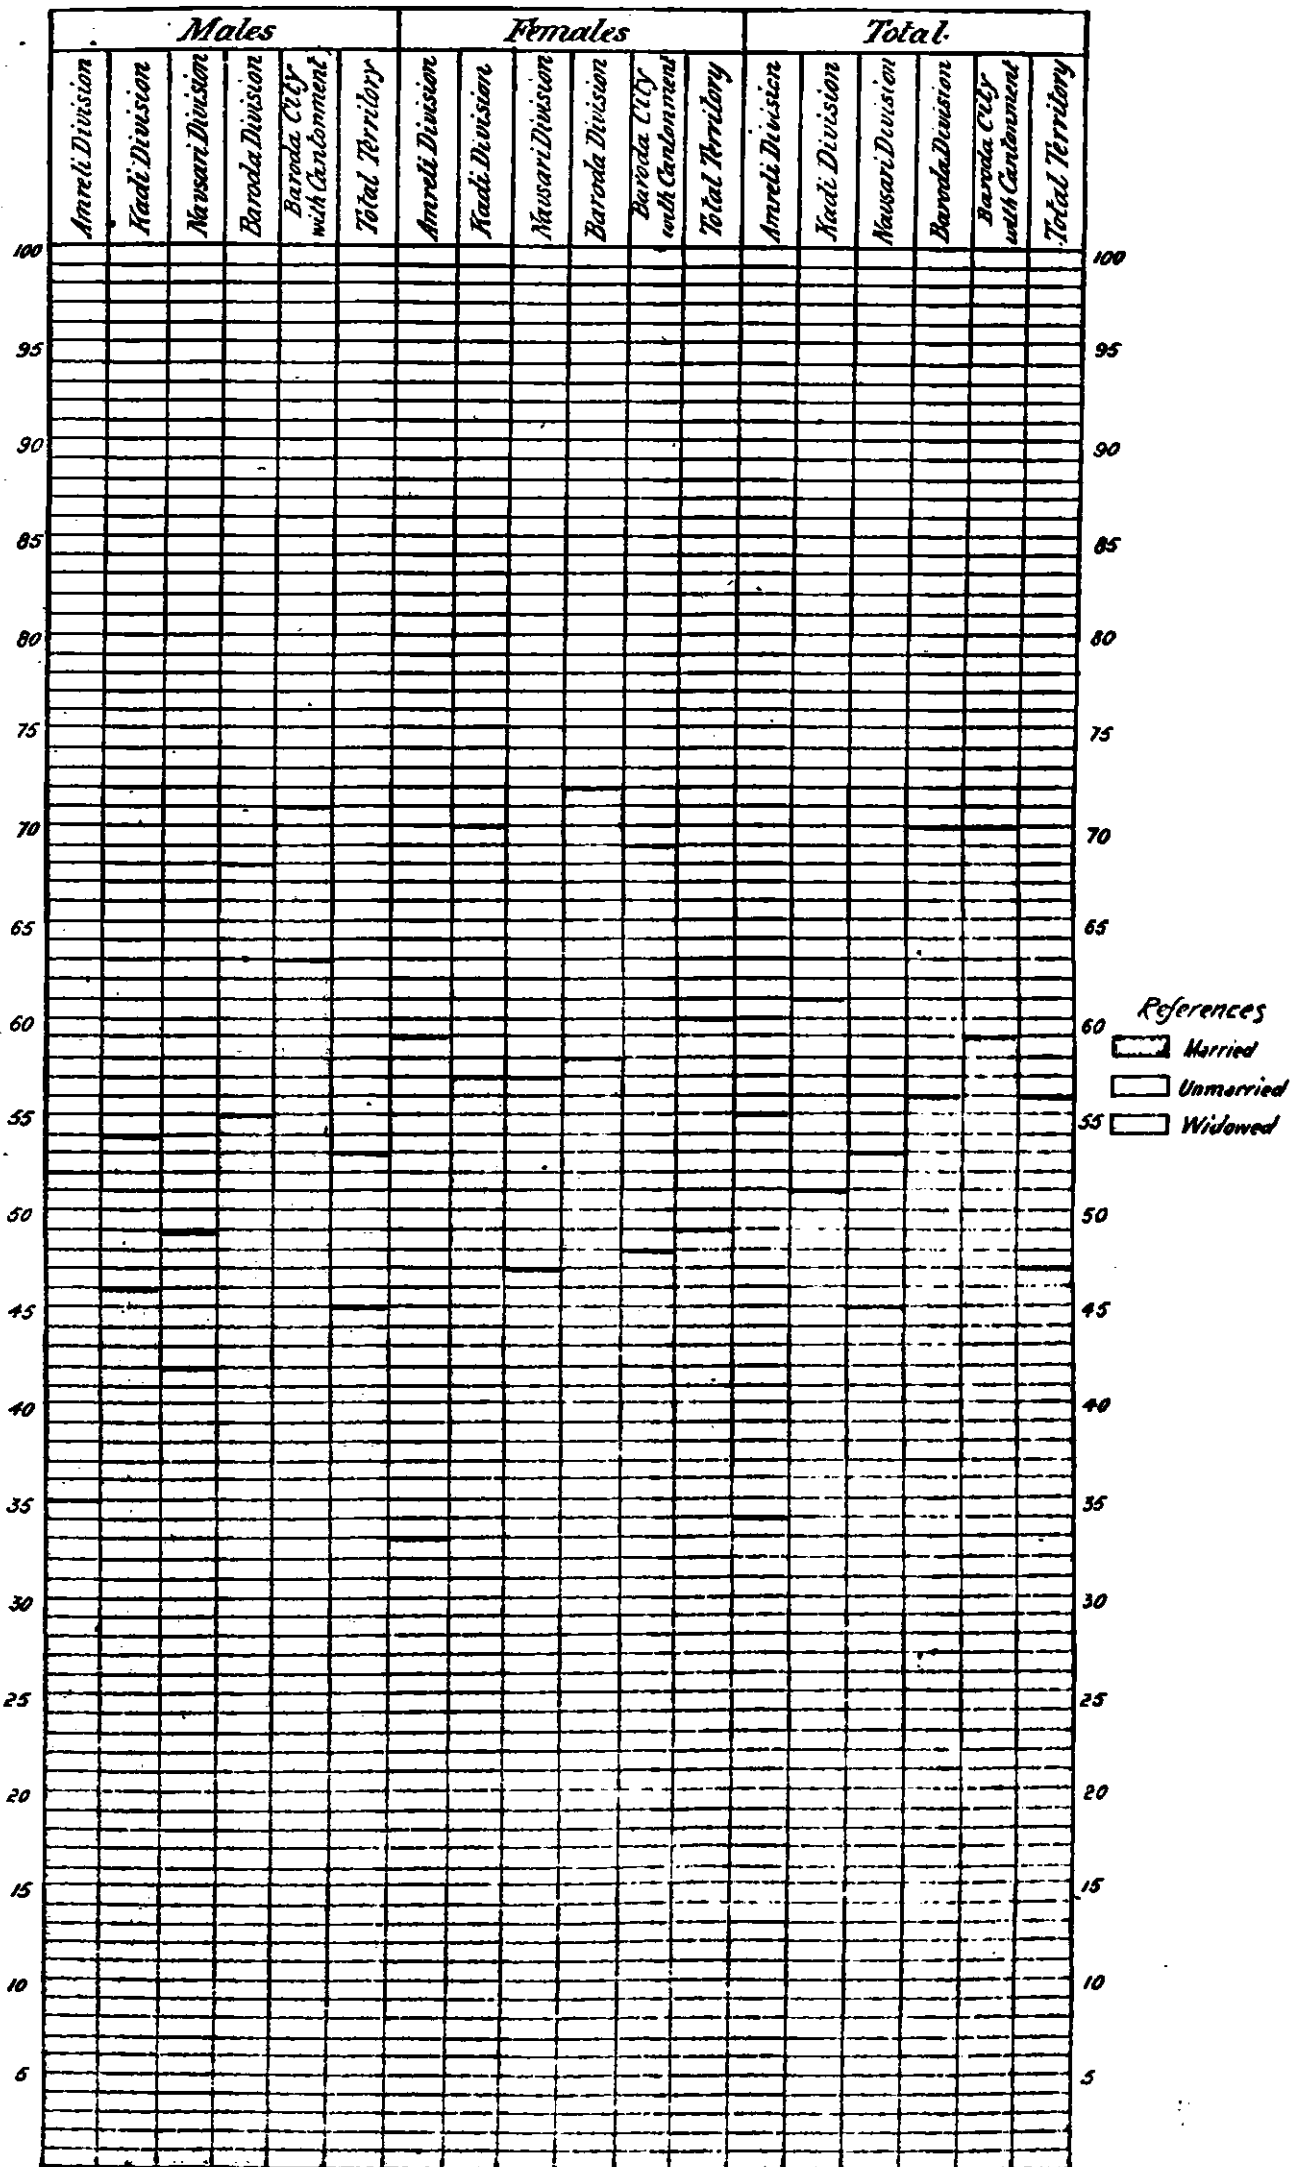 Males Females Total.
Amreli Division
Kadi Division
Navsari Division
Baroda Division
Baroda City
with Cantonment
Total Territory
Amreli Division
Kadi Division
Navsari Division
Baroda Division
Baroda City
with Cantonment
Total Territory
Amreli Division
Kadi Division
Navsari Division
Baroda Division
Baroda City
with Cantonment
Total Territory
100 100
95 95
90 90
85 85
80 80
75 75
70 70
65 65
60 60
55 55
50 50
45 45
40 40
35 35
30 30
25 25
20 20
15 15
10 10
6 5
References
Married
Unmarried
Widowed